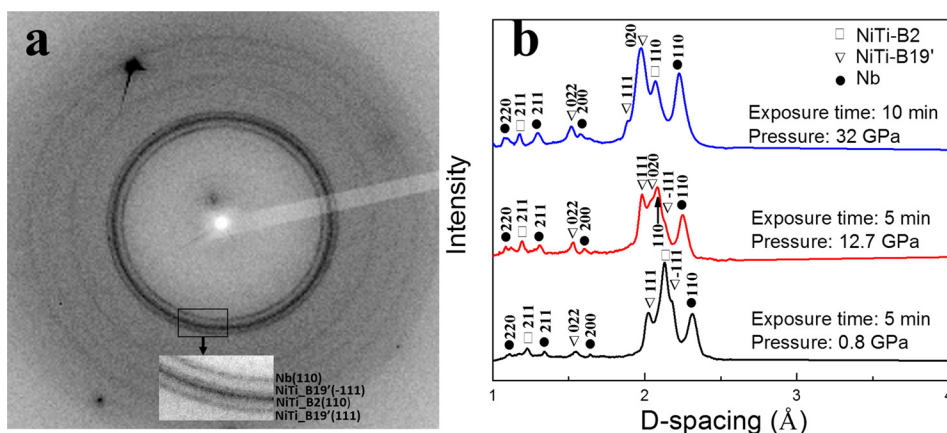 a
Nb(110)
NiTi_B19'(-111)
NiTi_B2(110)
NiTi_B19'(111)
b
□ NiTi-B2
▽ NiTi-B19'
● Nb
020
110
110
111
220
211
211
022
200
Exposure time: 10 min
Pressure: 32 GPa
111
020
-111
110
220
211
211
022
200
110
Exposure time: 5 min
Pressure: 12.7 GPa
111
-111
110
220
211
211
022
200
Exposure time: 5 min
Pressure: 0.8 GPa
Intensity
1 2 3 4
D-spacing (Å)